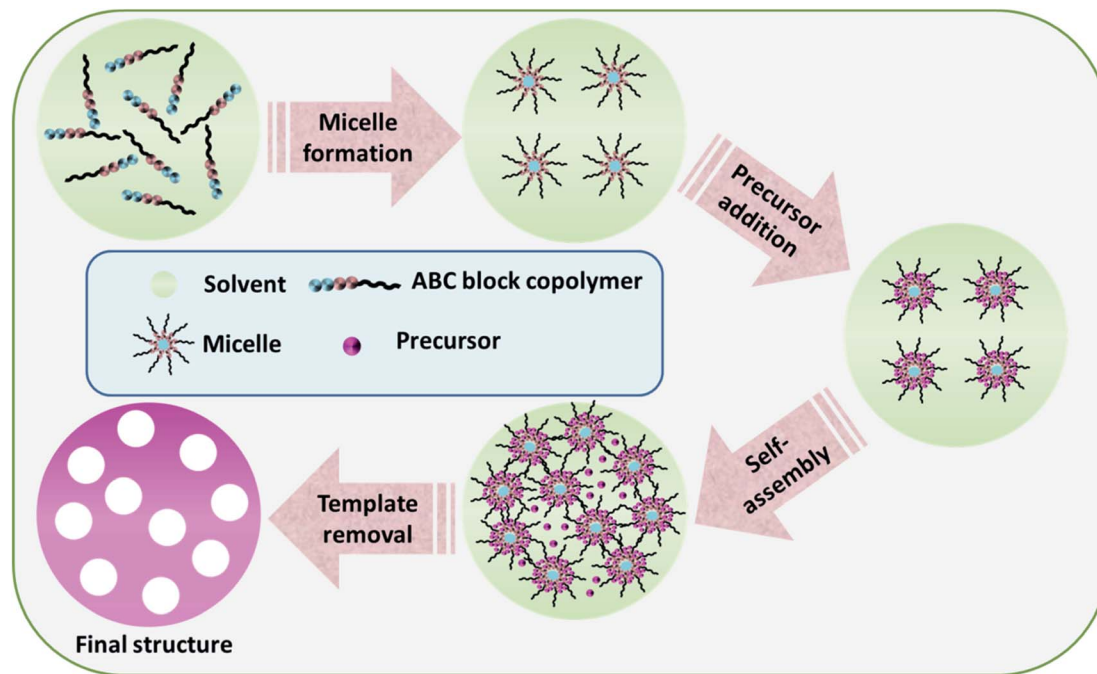 Micelle
formation
Precursor
addition
Solvent
ABC block copolymer
Micelle
Precursor
Self-
assembly
Template
removal
Final structure